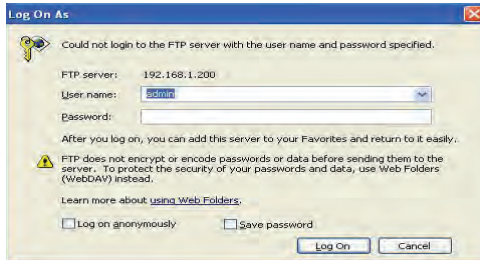 Log On As
Could not login to the FTP server with the user name and password specified.
FTP server: 192.168.1.200
User name: admin
Password:
After you log on, you can add this server to your Favorites and return to it easily.
FTP does not encrypt or encode passwords or data before sending them to the
server. To protect the security of your passwords and data, use Web Folders
(WebDAV) instead.
Learn more about using Web Folders.
Log on anonymously Save password
Log On Cancel